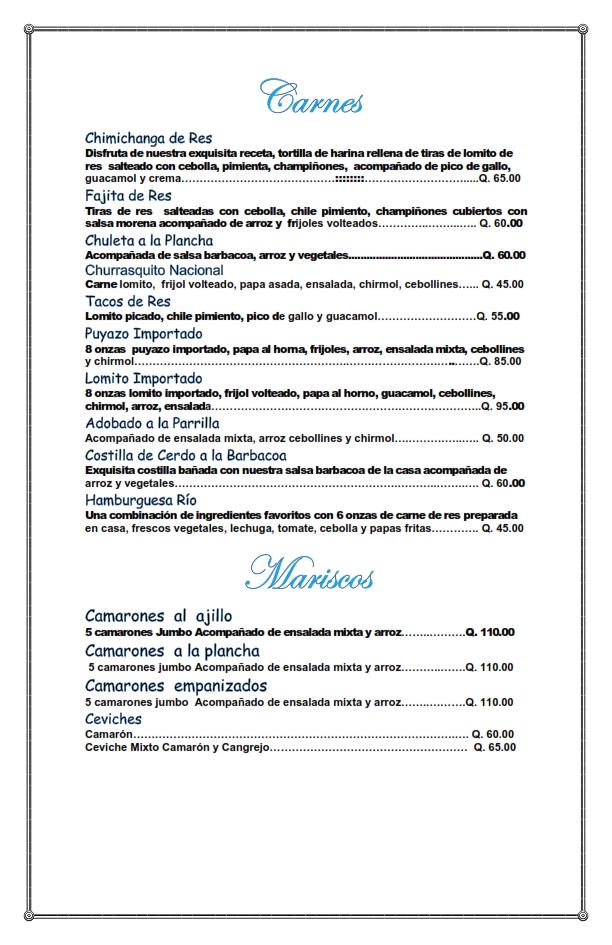 Carnes
Chimichanga de Res
Disfruta de nuestra exquisita receta, tortilla de harina rellena de tiras de lomito de
res salteado con cebolla, pimienta, champiñones, acompañado de pico de gallo,
guacamol y crema…………………………………::::::::…………………………....Q. 65.00
Fajita de Res
Tiras de res salteadas con cebolla, chile pimiento, champiñones cubiertos con
salsa morena acompañado de arroz y frijoles volteados…………..……..….. Q. 60.00
Chuleta a la Plancha
Acompañada de salsa barbacoa, arroz y vegetales.............................................Q. 60.00
Churrasquito Nacional
Carne lomito, frijol volteado, papa asada, ensalada, chirmol, cebollines…... Q. 45.00
Tacos de Res
Lomito picado, chile pimiento, pico de gallo y guacamol……………………Q. 55.00
Puyazo Importado
8 onzas puyazo importado, papa al horna, frijoles, arroz, ensalada mixta, cebollines
y chirmol……………………………………………………………………..…….Q. 85.00
Lomito Importado
8 onzas lomito importado, frijol volteado, papa al horno, guacamol, cebollines,
chirmol, arroz, ensalada…………………………………………………………..Q. 95.00
Adobado a la Parrilla
Acompañado de ensalada mixta, arroz cebollines y chirmol….……………..….. Q. 50.00
Costilla de Cerdo a la Barbacoa
Exquisita costilla bañada con nuestra salsa barbacoa de la casa acompañada de
arroz y vegetales…………………………………………………………………. Q. 60.00
Hamburguesa Río
Una combinación de ingredientes favoritos con 6 onzas de carne de res preparada
en casa, frescos vegetales, lechuga, tomate, cebolla y papas fritas…………. Q. 45.00
Mariscos
Camarones al ajillo
5 camarones Jumbo Acompañado de ensalada mixta y arroz……..……….Q. 110.00
Camarones a la plancha
5 camarones jumbo Acompañado de ensalada mixta y arroz………..………Q. 110.00
Camarones empanizados
5 camarones jumbo Acompañado de ensalada mixta y arroz……..….……Q. 110.00
Ceviches
Camarón……………………………………………………………………..…. Q. 60.00
Ceviche Mixto Camarón y Cangrejo……………………………………… Q. 65.00